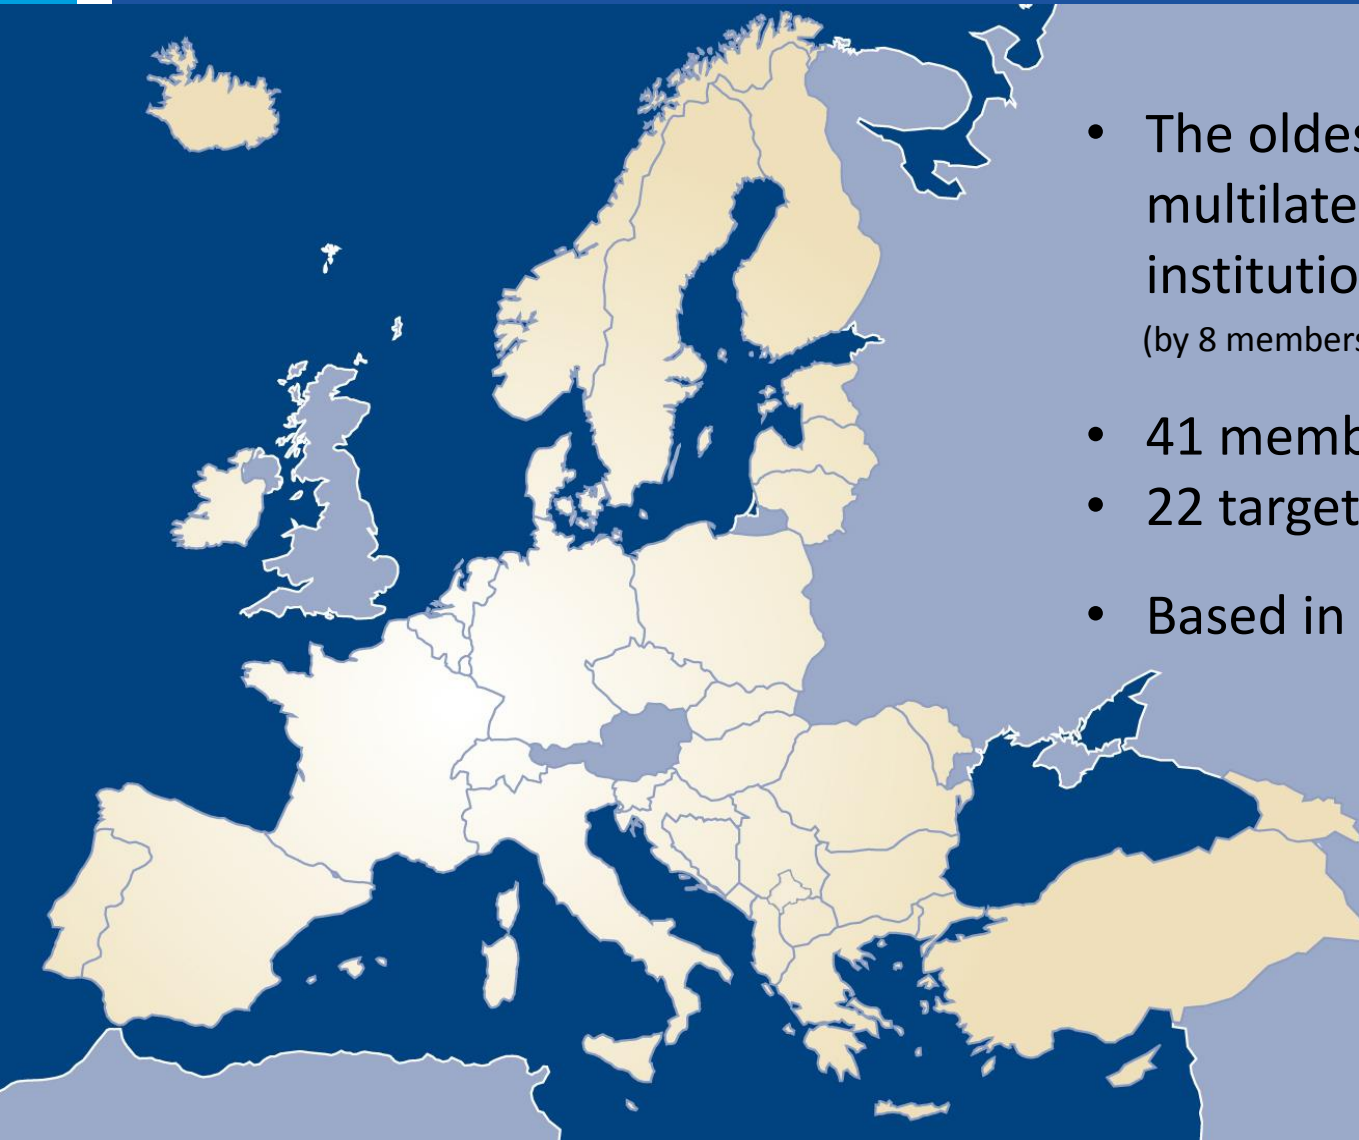 • The oldes
multilate
institutio
(by 8 members
• 41 memb
• 22 target
• Based in